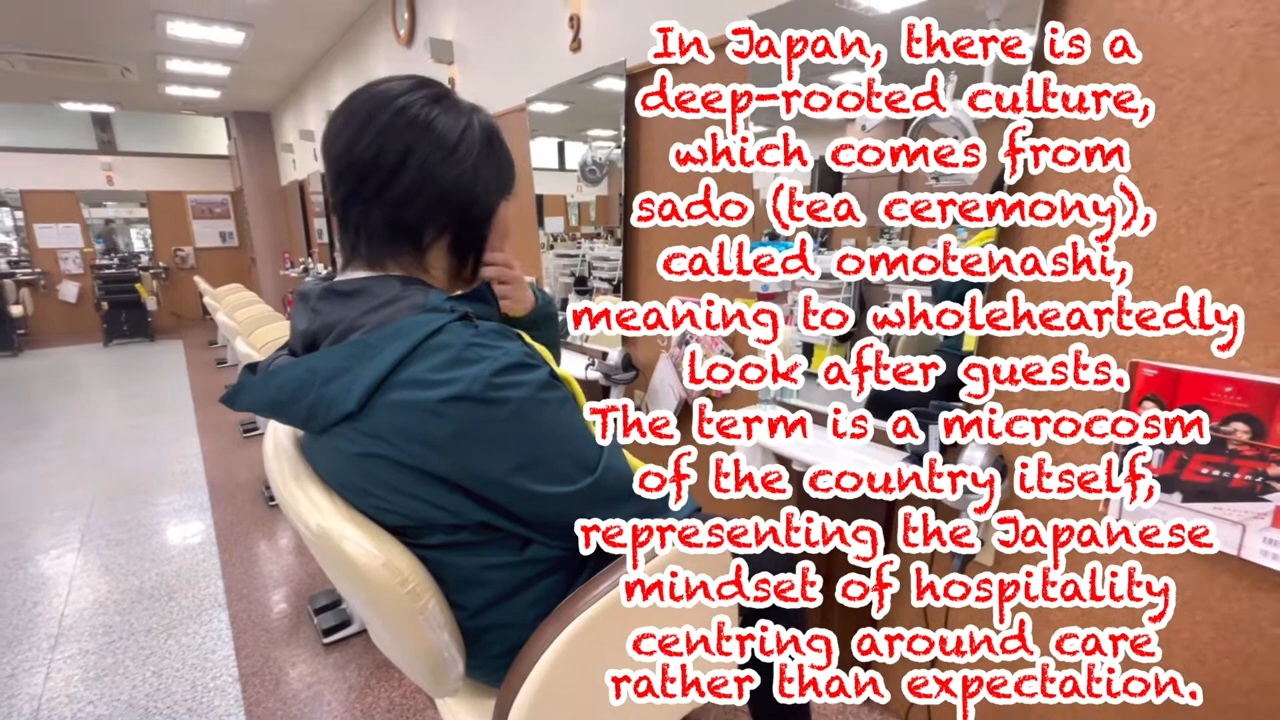 2
In Japan, there is a
deep-rooted culture,
which comes from
sado (tea ceremony),
called omotenashi,
meaning to wholeheartedly
look after guests.
The term is a microcosm
of the country itself,
representing the Japanese
mindset of hospitality
centring around care
rather than expectation.